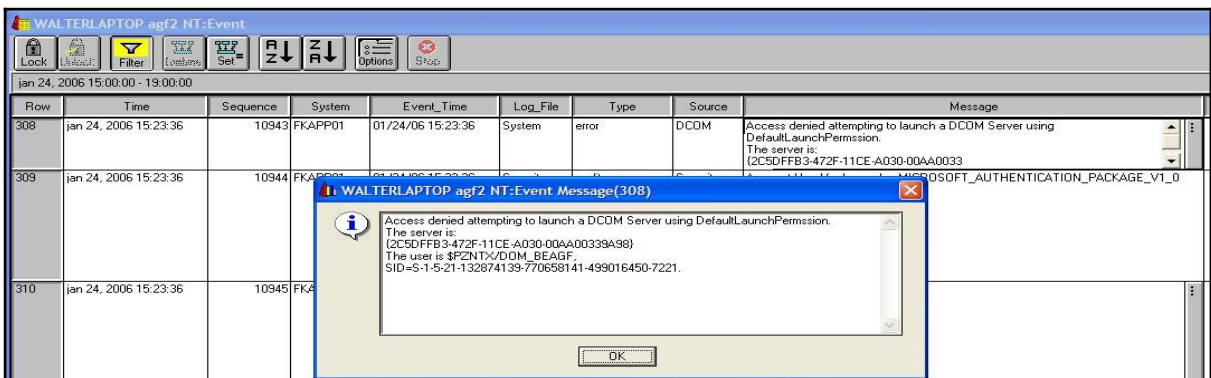 WALTERLAPTOP agf2 NT:Event
Lock Unlock Filter Combine Set= A Z Z A Options Stop
jan 24, 2006 15:00:00 - 19:00:00
Row Time Sequence System Event_Time Log_File Type Source Message
308 jan 24, 2006 15:23:36 10943 FKAPP01 01/24/06 15:23:36 System error DCOM Access denied attempting to launch a DCOM Server using
DefaultLaunchPermssion.
The server is:
{2C5DFFB3-472F-11CE-A030-00AA0033
309 jan 24, 2006 15:23:36 10944 MICROSOFT_AUTHENTICATION_PACKAGE_V1_0
WALTERLAPTOP agf2 NT:Event Message(308)
Access denied attempting to launch a DCOM Server using DefaultLaunchPermssion.
The server is:
{2C5DFFB3-472F-11CE-A030-00AA00339A98}
The user is $PZNTX/DOM_BEAGF,
SID=S-1-5-21-132874139-770658141-499016450-7221.
310 jan 24, 2006 15:23:36 10945 FKA
OK